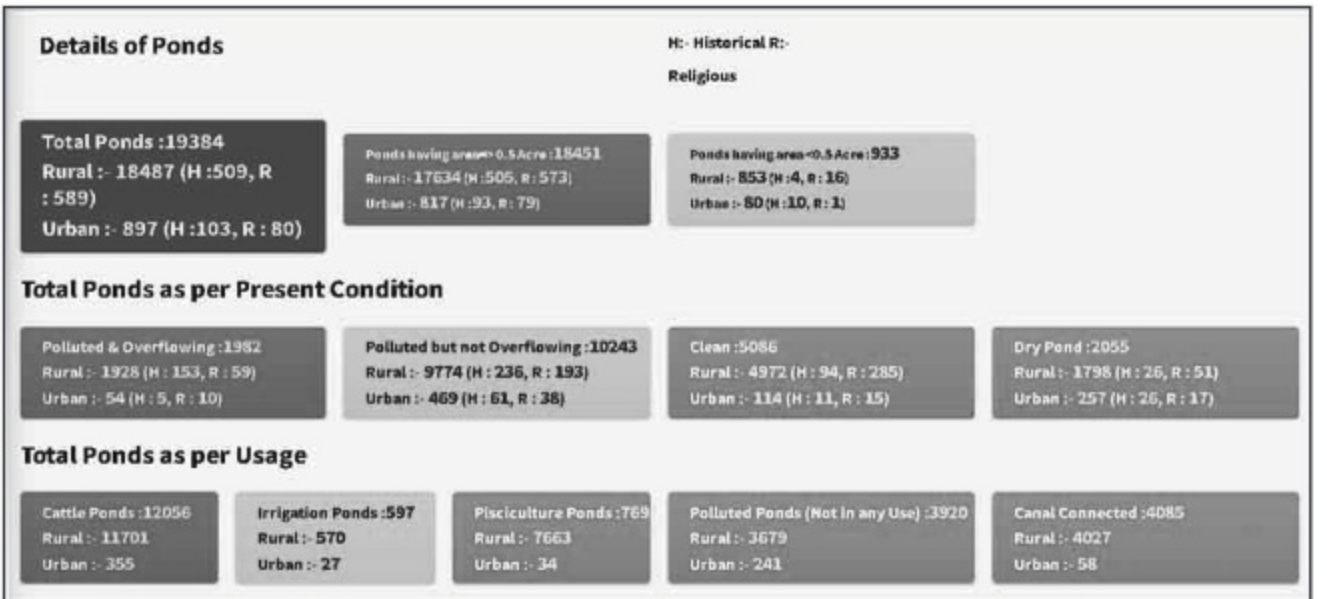 Details of Ponds
H:- Historical R:-
Religious
Total Ponds :19384
Rural :- 18487 (H :509, R
: 589)
Urban :- 897 (H :103, R : 80)
Ponds having area=>0.5Acre :18451
Rural:- 17634 (H :505, R : 573)
Urban :- 817 (H :93, R : 79)
Ponds having area<0.5Acre :933
Rural:- 853 (H :4, R : 16)
Urban :- 80 (H :10, R : 1)
Total Ponds as per Present Condition
Polluted & Overflowing :1982
Rural :- 1928 (H : 153, R : 59)
Urban :- 54 (H : 5, R : 10)
Polluted but not Overflowing :10243
Rural :- 9774 (H : 236, R : 193)
Urban :- 469 (H : 61, R : 38)
Clean :5086
Rural :- 4972 (H : 94, R : 285)
Urban :- 114 (H : 11, R : 15)
Dry Pond :2055
Rural :- 1798 (H : 26, R : 51)
Urban :- 257 (H : 26, R : 17)
Total Ponds as per Usage
Cattle Ponds :12056
Rural :- 11701
Urban :- 355
Irrigation Ponds :597
Rural :- 570
Urban :- 27
Pisciculture Ponds :769
Rural :- 7663
Urban :- 34
Polluted Ponds (Not in any Use) :3920
Rural :- 3679
Urban :- 241
Canal Connected :4085
Rural :- 4027
Urban :- 58